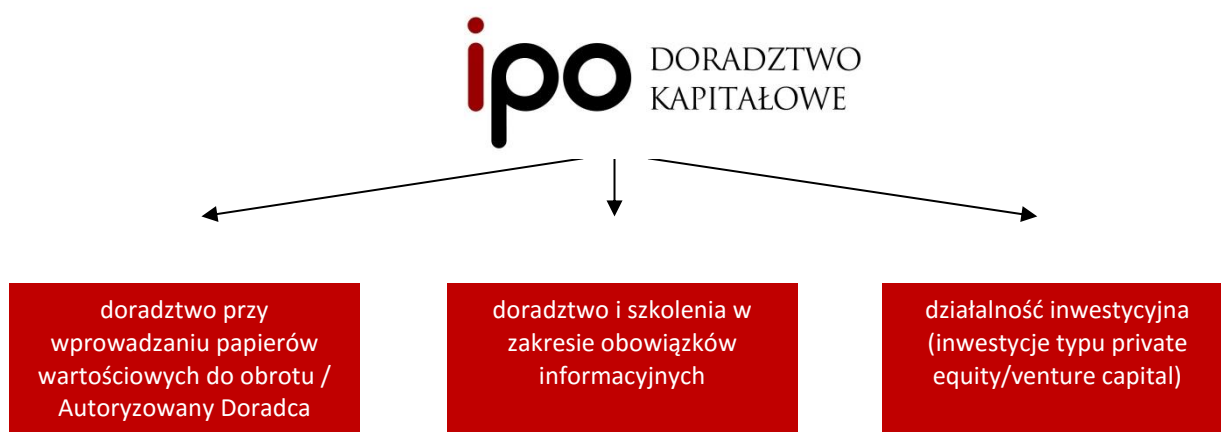 ipo DORADZTWO
KAPITAŁOWE
doradztwo przy
wprowadzaniu papierów
wartościowych do obrotu /
Autoryzowany Doradca
doradztwo i szkolenia w
zakresie obowiązków
informacyjnych
działalność inwestycyjna
(inwestycje typu private
equity/venture capital)